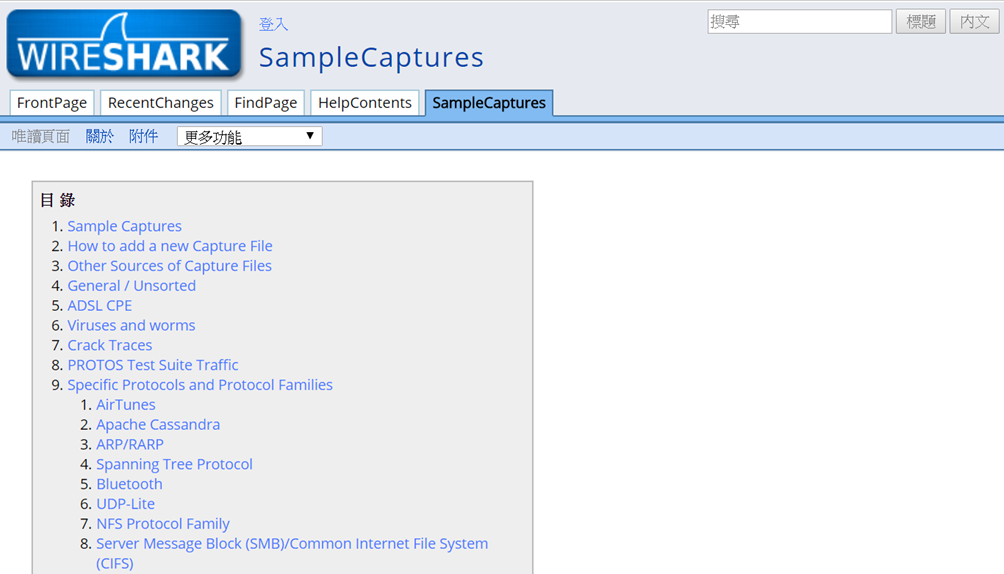 WIRESHARK
登入
SampleCaptures
搜尋 標題 內文
FrontPage RecentChanges FindPage HelpContents SampleCaptures
唯讀頁面 關於 附件 更多功能
目錄
1. Sample Captures
2. How to add a new Capture File
3. Other Sources of Capture Files
4. General / Unsorted
5. ADSL CPE
6. Viruses and worms
7. Crack Traces
8. PROTOS Test Suite Traffic
9. Specific Protocols and Protocol Families
1. AirTunes
2. Apache Cassandra
3. ARP/RARP
4. Spanning Tree Protocol
5. Bluetooth
6. UDP-Lite
7. NFS Protocol Family
8. Server Message Block (SMB)/Common Internet File System
(CIFS)